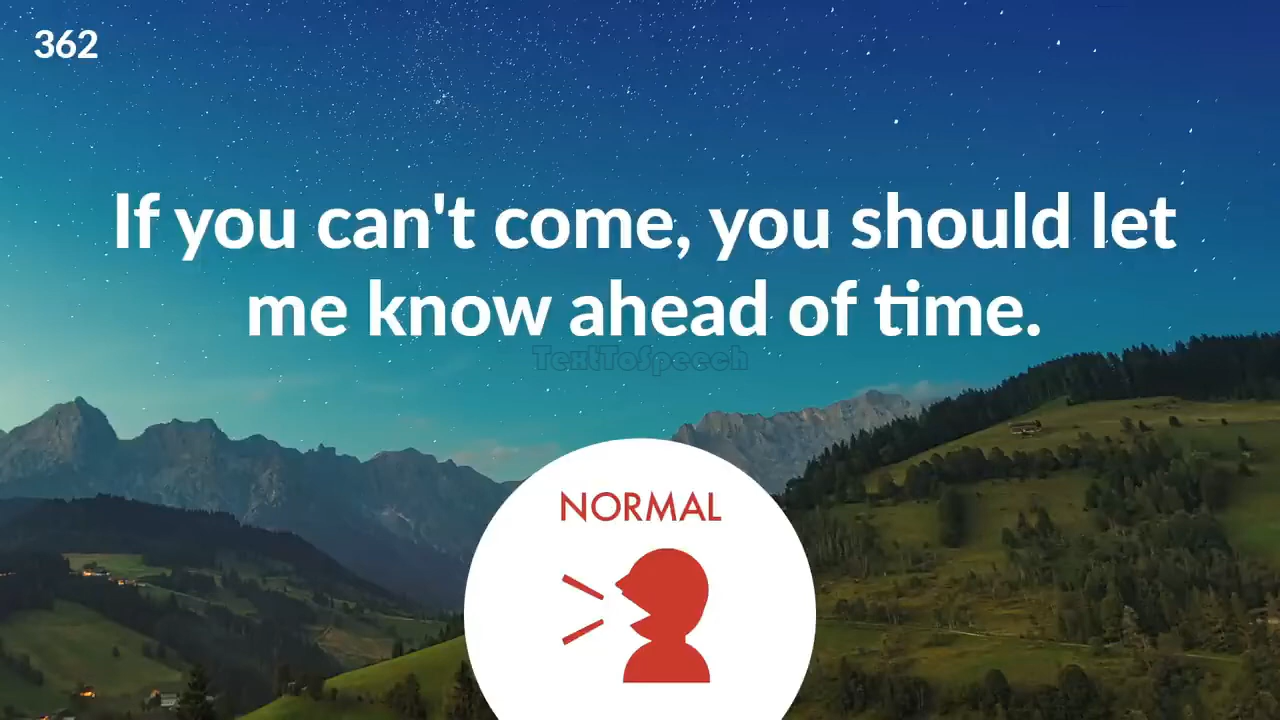 362
If you can't come, you should let
me know ahead of time.
TextToSpeech
NORMAL